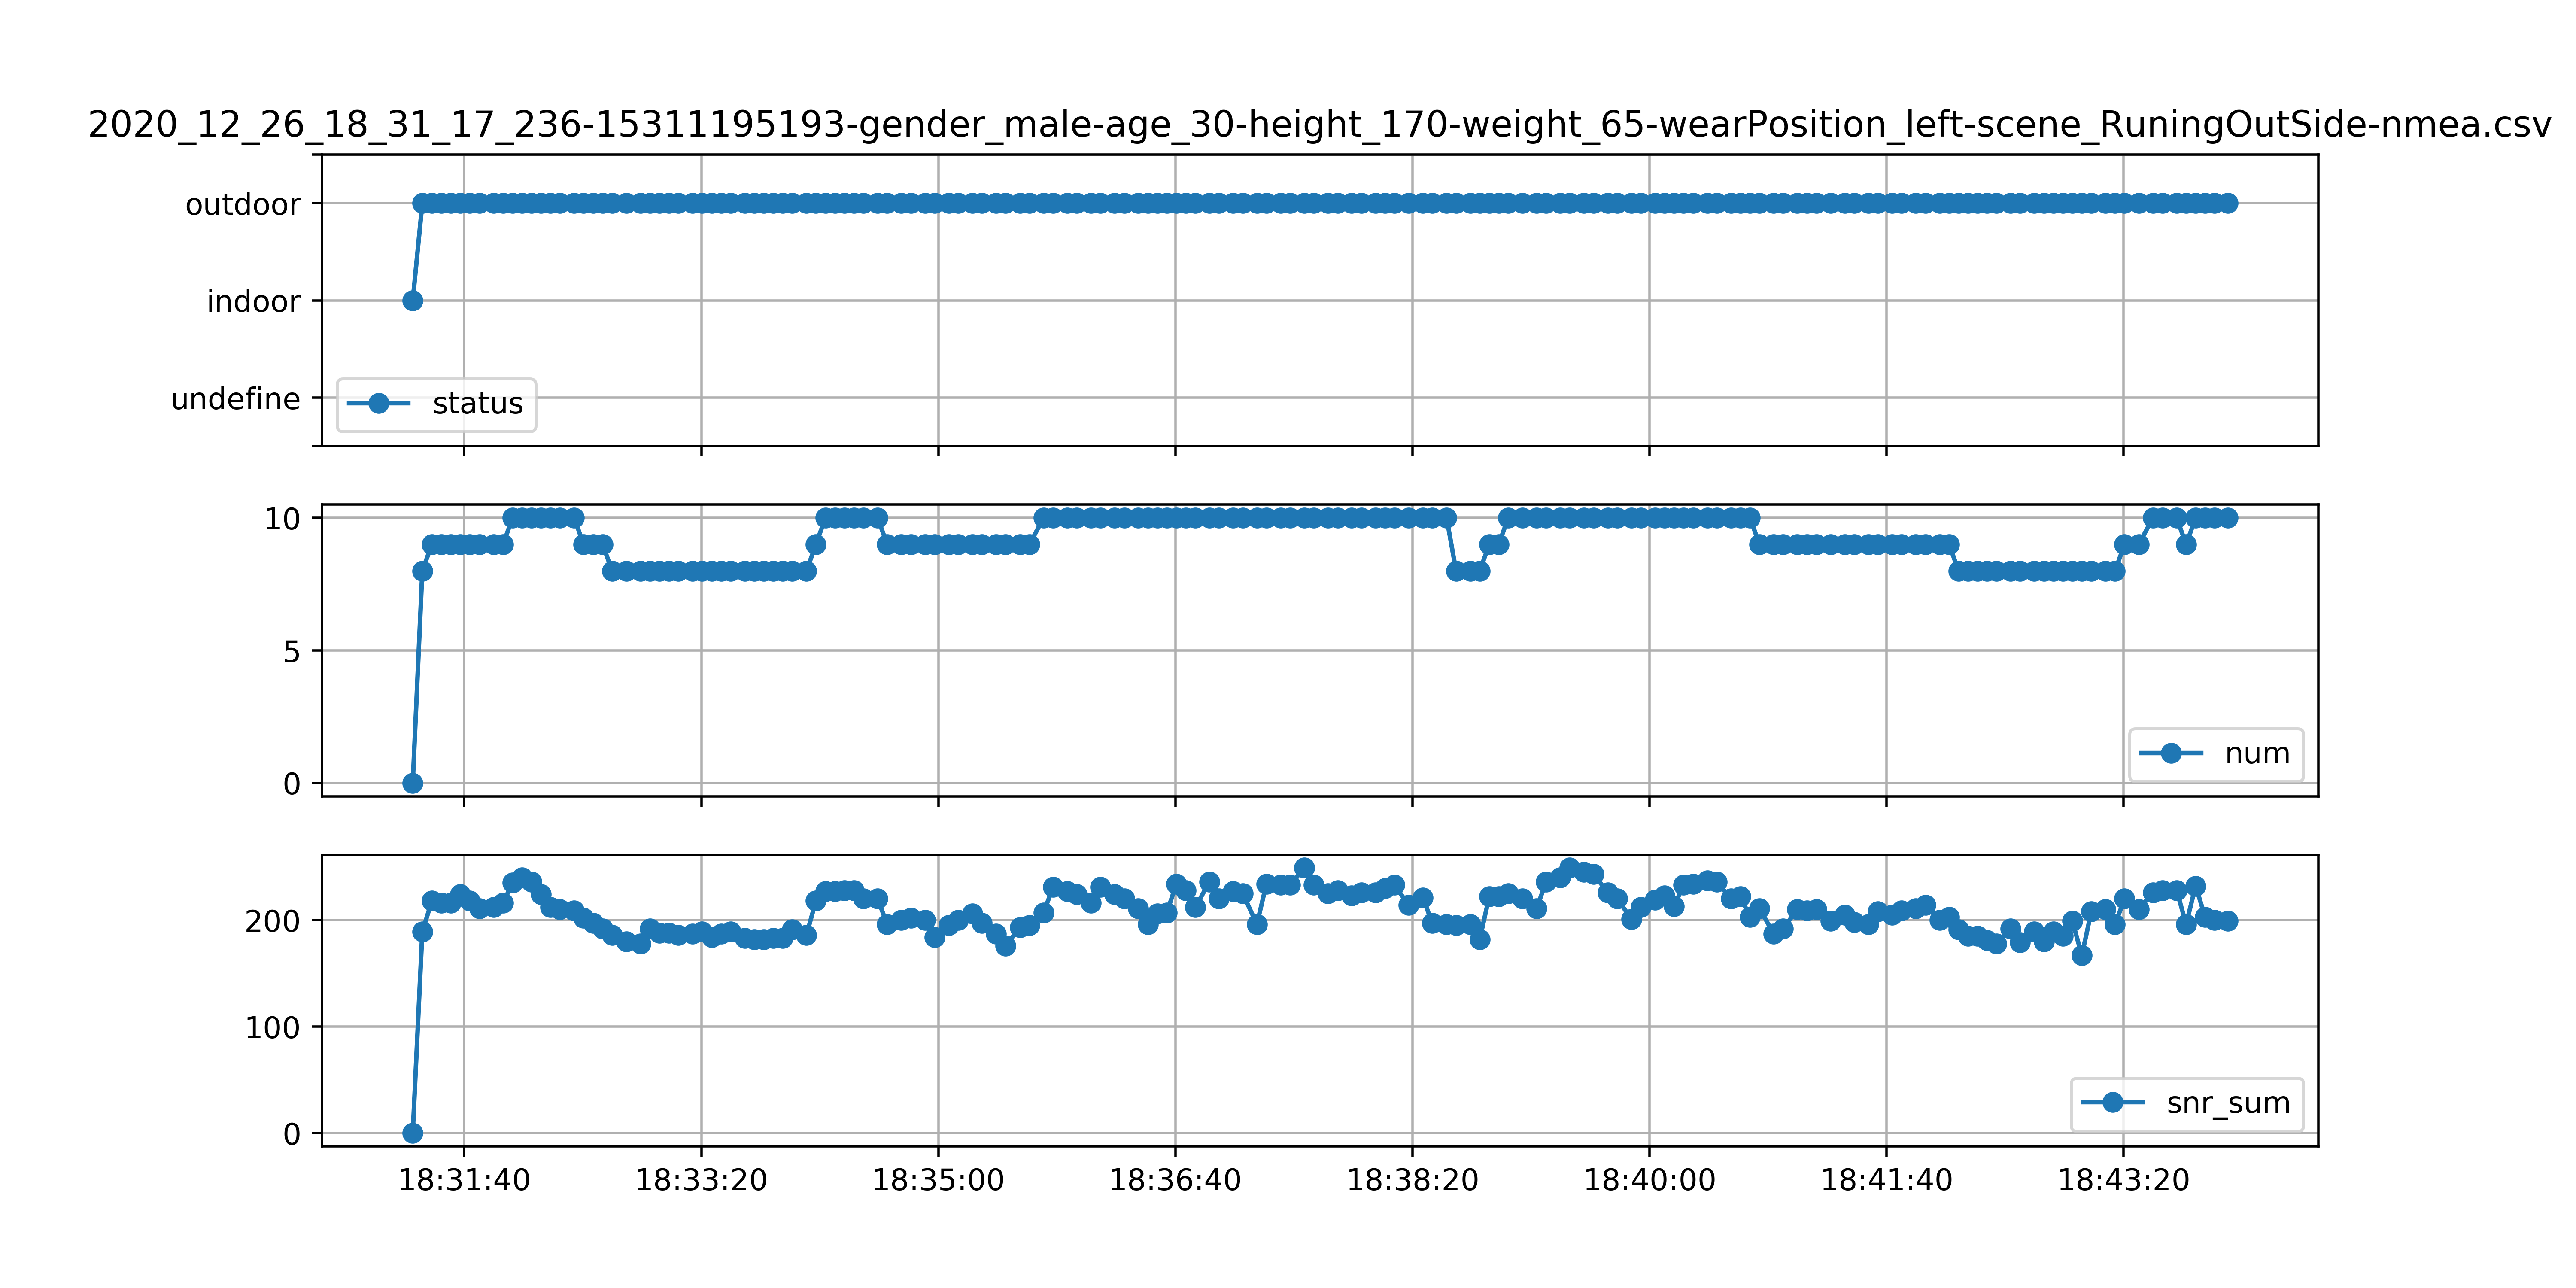 2020_12_26_18_31_17_236-15311195193-gender_male-age_30-height_170-weight_65-wearPosition_left-scene_RuningOutSide-nmea.csv
outdoor
indoor
undefine
status
10
5
0
num
200
100
0
snr_sum
18:31:40 18:33:20 18:35:00 18:36:40 18:38:20 18:40:00 18:41:40 18:43:20